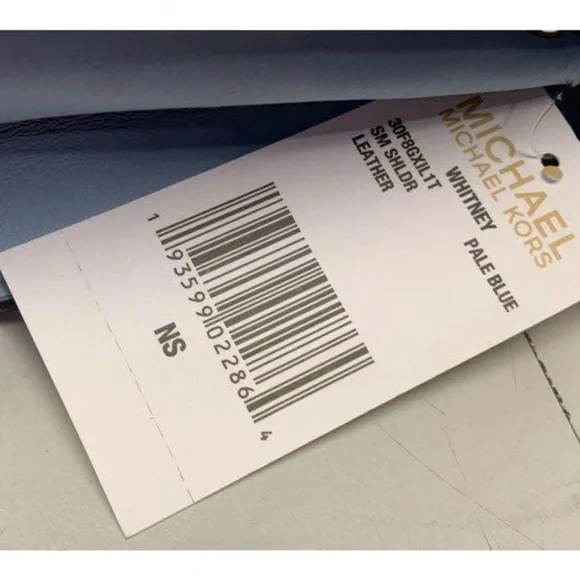 MICHAEL
MICHAEL KORS
WHITNEY PALE BLUE
30F8GXIL1T
SM SHLDR
LEATHER
1 93599 02286 4
NS